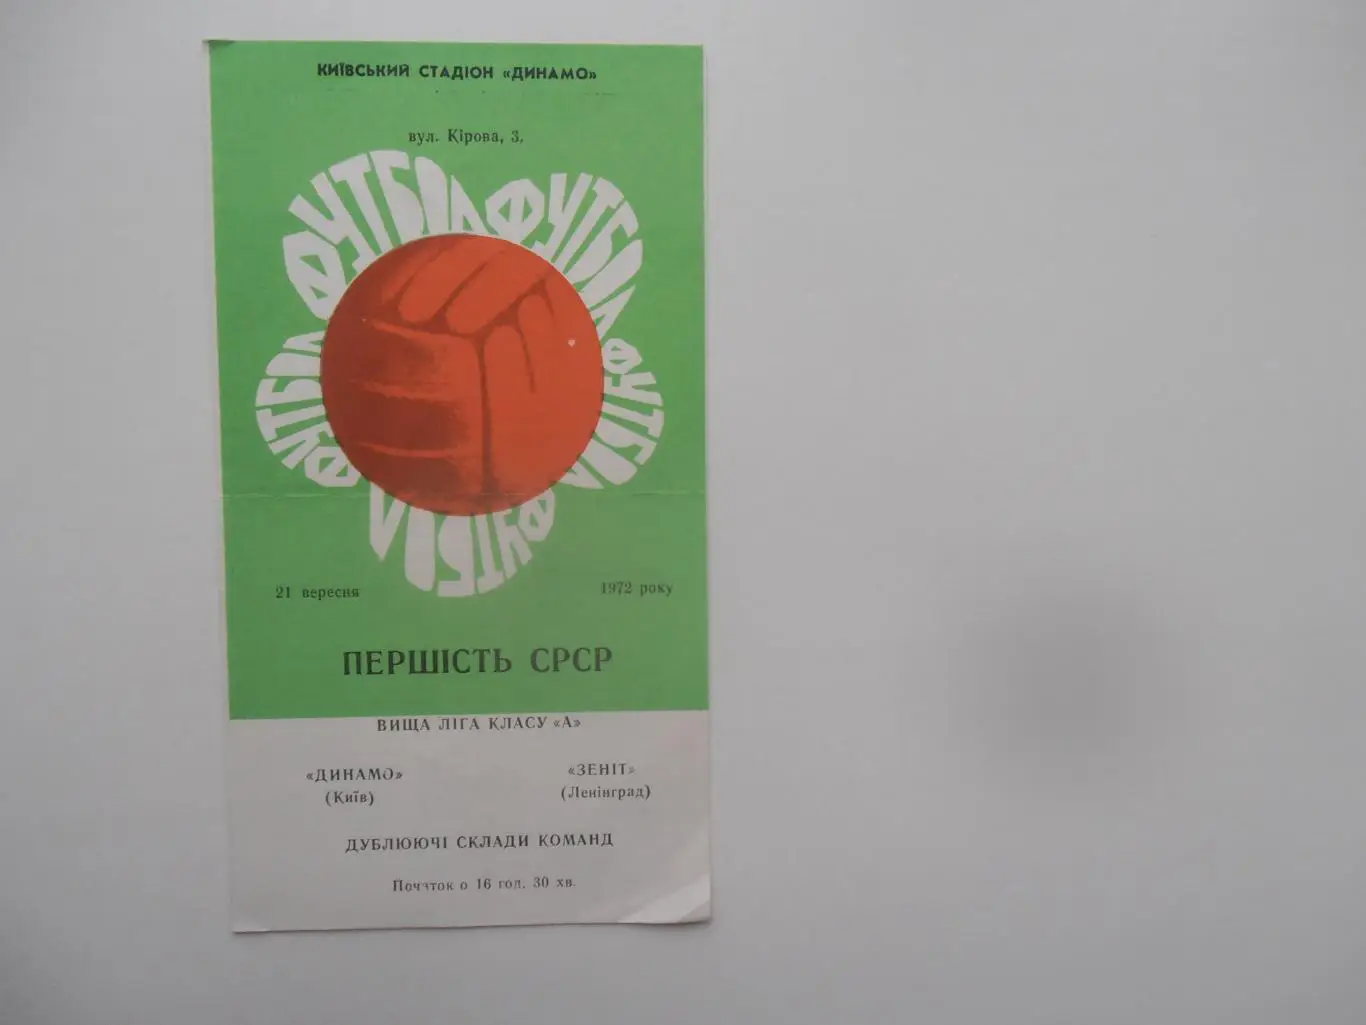 КИЇВСЬКИЙ СТАДІОН «ДИНАМО»
вул. Кірова, 3.
ФУТБОЛ ФУТБОЛ ФУТБОЛ ФУТБОЛ ФУТБОЛ
21 вересня 1972 року
ПЕРШІСТЬ СРСР
ВИЩА ЛІГА КЛАСУ «А»
«ДИНАМО» «ЗЕНІТ»
(Київ) (Ленінград)
ДУБЛЮЮЧІ СКЛАДИ КОМАНД
Початок о 16 год. 30 хв.